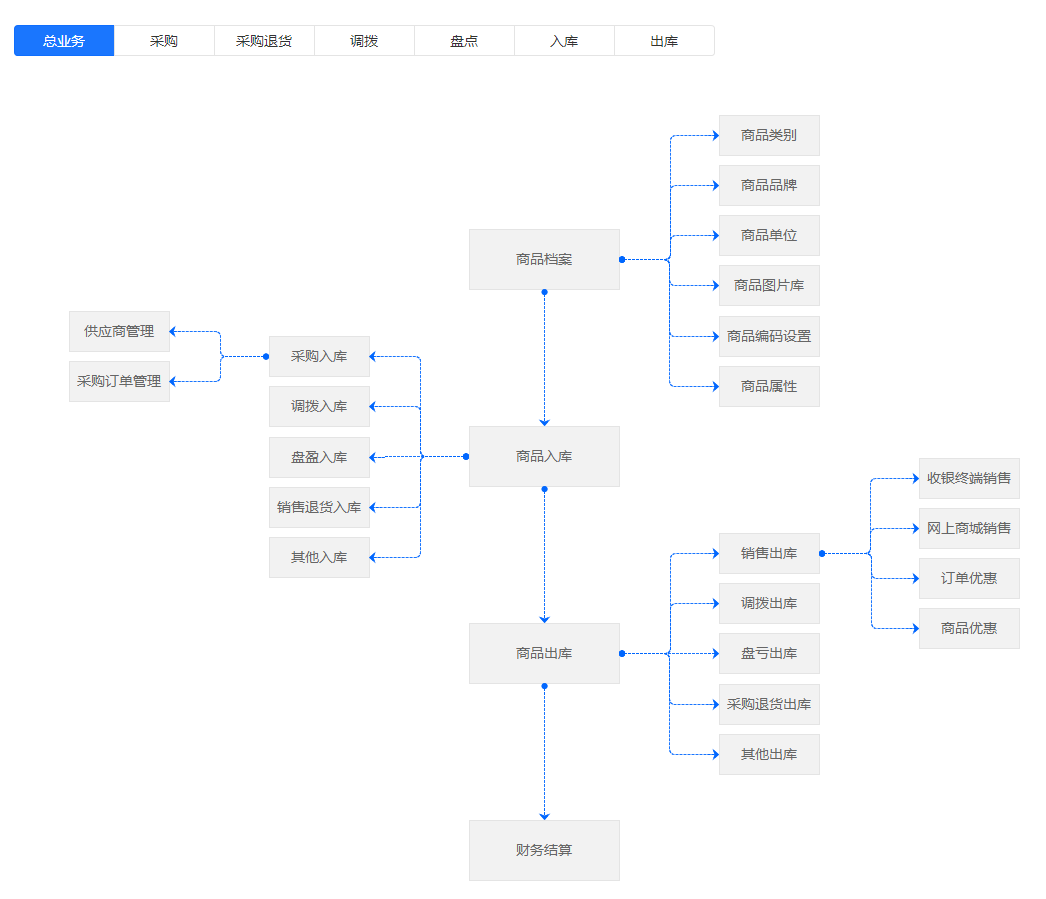 总业务
采购
采购退货
调拨
盘点
入库
出库
商品类别
商品品牌
商品单位
商品档案
商品图片库
供应商管理
商品编码设置
采购入库
采购订单管理
商品属性
调拨入库
盘盈入库
商品入库
收银终端销售
销售退货入库
网上商城销售
其他入库
销售出库
订单优惠
调拨出库
商品优惠
商品出库
盘亏出库
采购退货出库
其他出库
财务结算